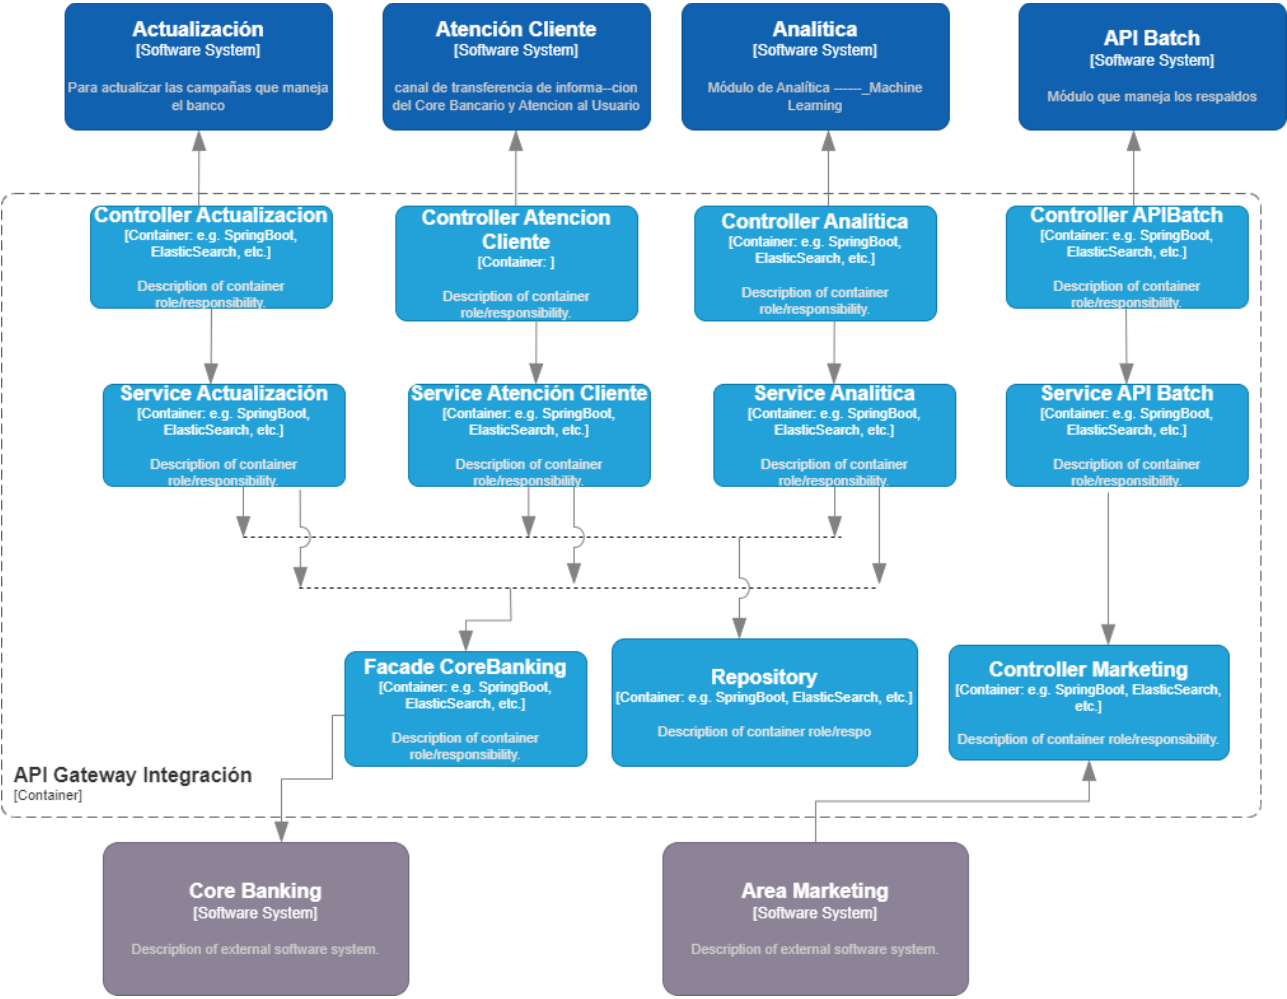 Actualización
[Software System]
Para actualizar las campañas que maneja
el banco
Atención Cliente
[Software System]
canal de transferencia de informa--cion
del Core Bancario y Atencion al Usuario
Analítica
[Software System]
Módulo de Analítica ------_Machine
Learning
API Batch
[Software System]
Módulo que maneja los respaldos
Controller Actualizacion
[Container: e.g. SpringBoot,
ElasticSearch, etc.]
Description of container
role/responsibility.
Controller Atencion
Cliente
[Container: ]
Description of container
role/responsibility.
Controller Analítica
[Container: e.g. SpringBoot,
ElasticSearch, etc.]
Description of container
role/responsibility.
Controller APIBatch
[Container: e.g. SpringBoot,
ElasticSearch, etc.]
Description of container
role/responsibility.
Service Actualización
[Container: e.g. SpringBoot,
ElasticSearch, etc.]
Description of container
role/responsibility.
Service Atención Cliente
[Container: e.g. SpringBoot,
ElasticSearch, etc.]
Description of container
role/responsibility.
Service Analítica
[Container: e.g. SpringBoot,
ElasticSearch, etc.]
Description of container
role/responsibility.
Service API Batch
[Container: e.g. SpringBoot,
ElasticSearch, etc.]
Description of container
role/responsibility.
Facade CoreBanking
[Container: e.g. SpringBoot,
ElasticSearch, etc.]
Description of container
role/responsibility.
Repository
[Container: e.g. SpringBoot, ElasticSearch, etc.]
Description of container role/respo
Controller Marketing
[Container: e.g. SpringBoot, ElasticSearch,
etc.]
Description of container role/responsibility.
API Gateway Integración
[Container]
Core Banking
[Software System]
Description of external software system.
Area Marketing
[Software System]
Description of external software system.